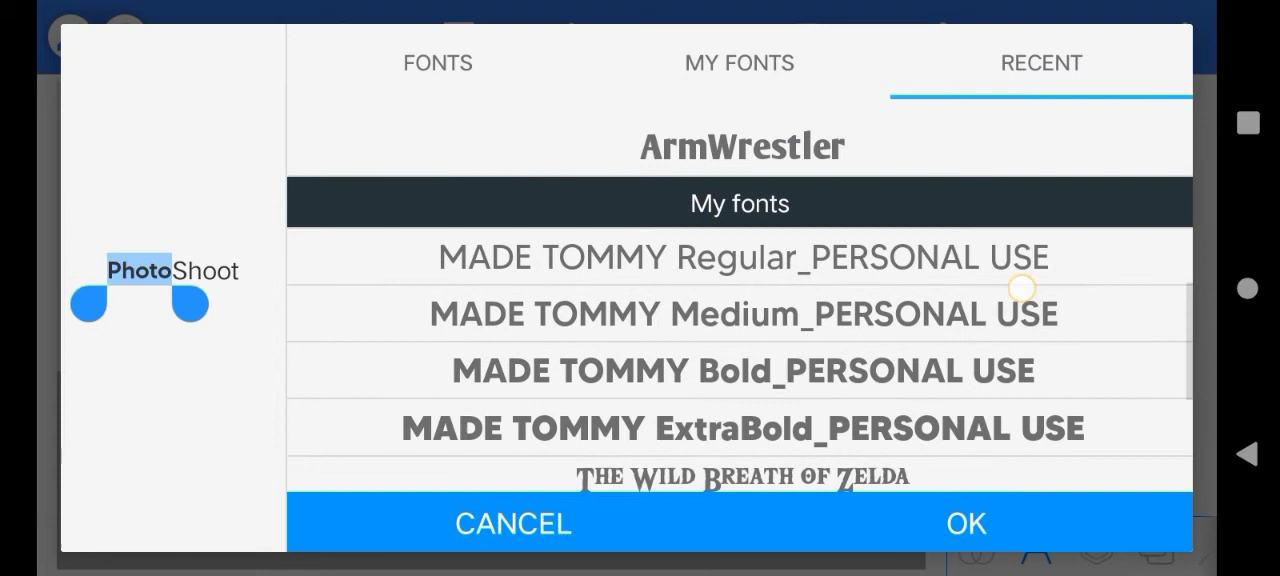 FONTS MY FONTS RECENT
ArmWrestler
My fonts
MADE TOMMY Regular_PERSONAL USE
PhotoShoot
MADE TOMMY Medium_PERSONAL USE
MADE TOMMY Bold_PERSONAL USE
MADE TOMMY ExtraBold_PERSONAL USE
The Wild Breath of Zelda
CANCEL OK